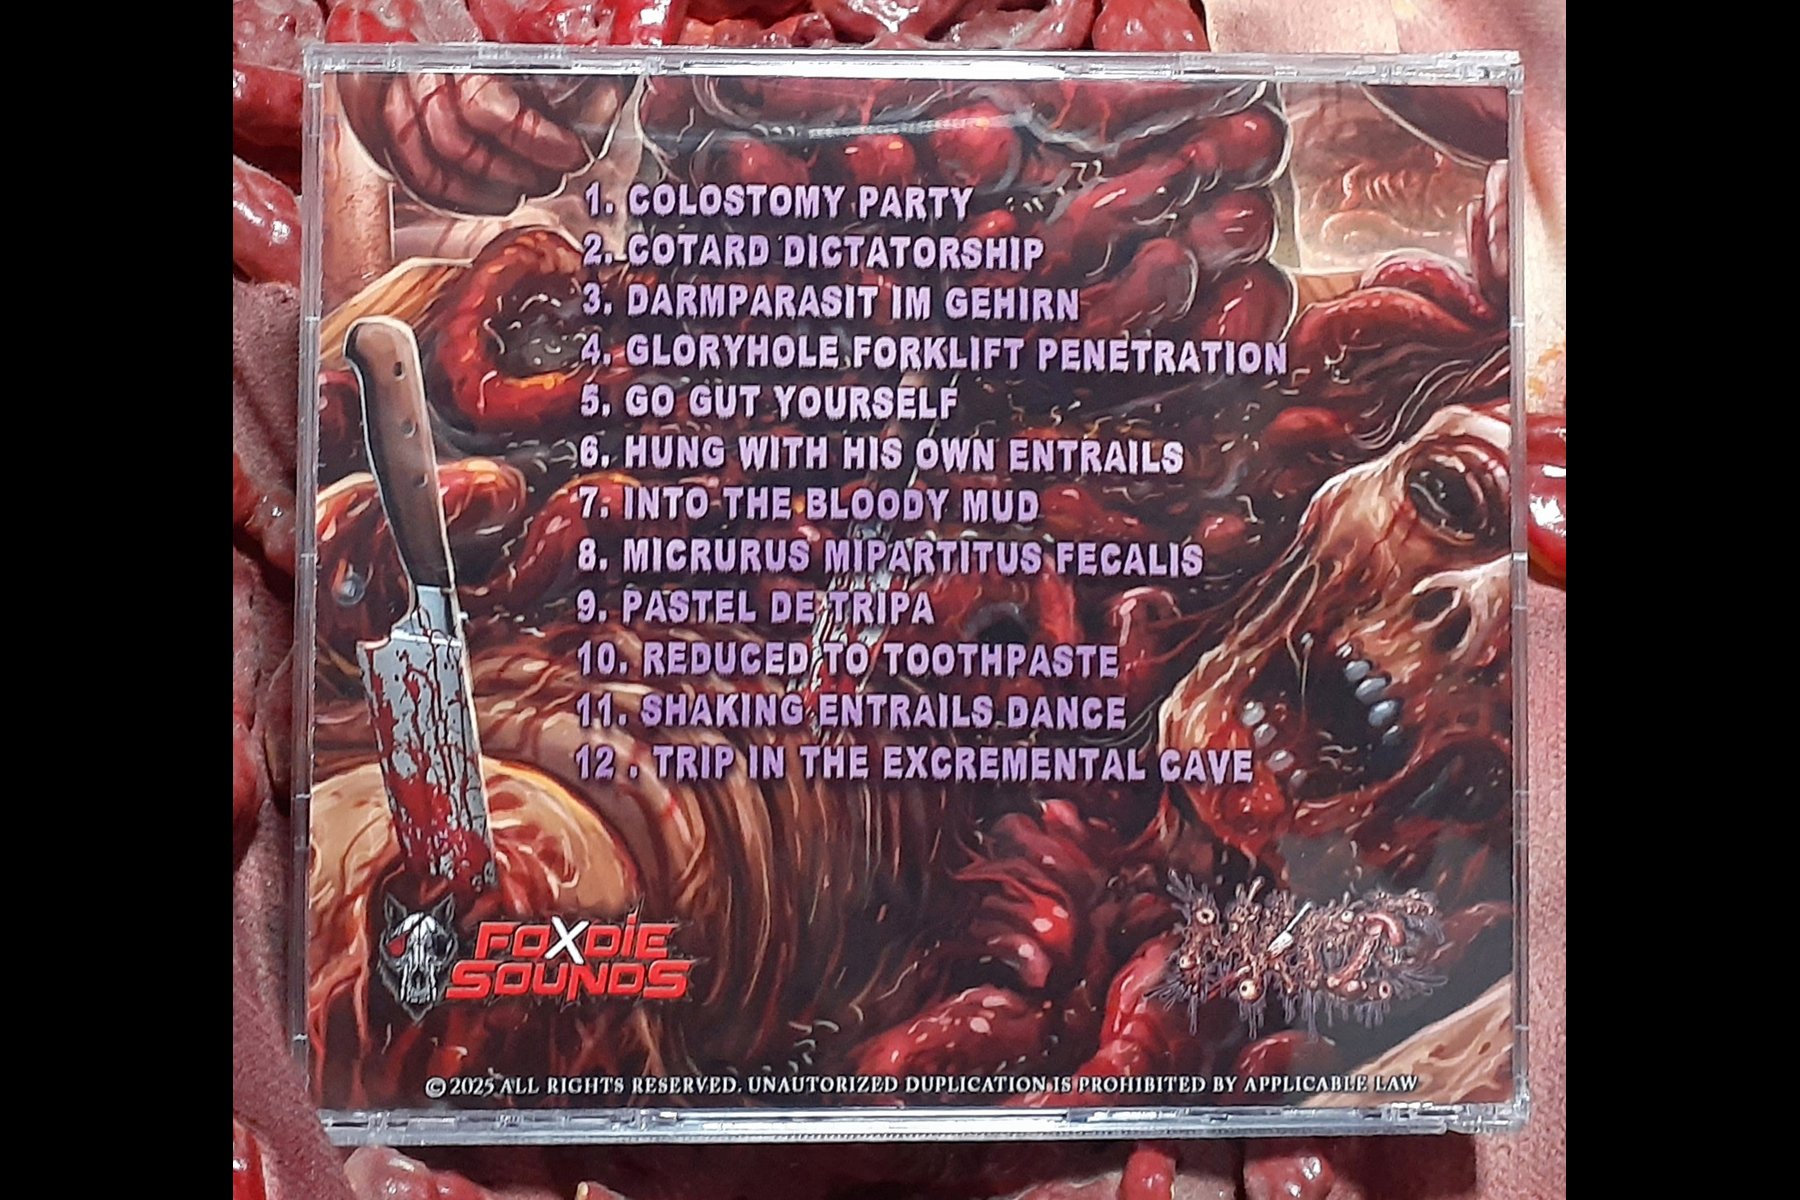 1. COLOSTOMY PARTY
2. COTARD DICTATORSHIP
3. DARMPARASIT IM GEHIRN
4. GLORYHOLE FORKLIFT PENETRATION
5. GO GUT YOURSELF
6. HUNG WITH HIS OWN ENTRAILS
7. INTO THE BLOODY MUD
8. MICRURUS MIPARTITUS FECALIS
9. PASTEL DE TRIPA
10. REDUCED TO TOOTHPASTE
11. SHAKING ENTRAILS DANCE
12 . TRIP IN THE EXCREMENTAL CAVE
FOXDIE
SOUNDS
© 2025 ALL RIGHTS RESERVED. UNAUTORIZED DUPLICATION IS PROHIBITED BY APPLICABLE LAW